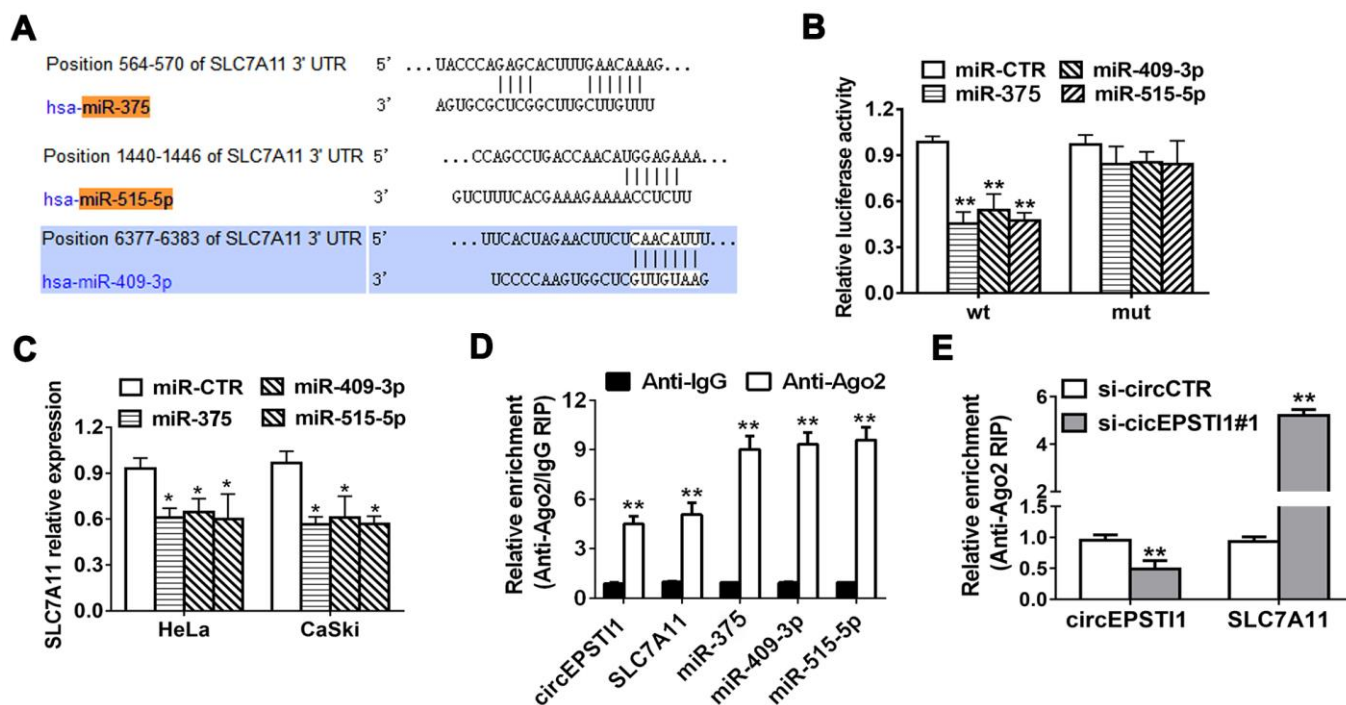 A
Position 564-570 of SLC7A11 3' UTR 5' ...UACCCAGAGCACUUUGAACAAAG...
hsa-miR-375 3' AGUGCGCUCGGCUUGCUUGUUU
Position 1440-1446 of SLC7A11 3' UTR 5' ...CCAGCCUGACCAACAUGGAGAAA...
hsa-miR-515-5p 3' GUCUUUCACGAAAGAAAACCUCUU
Position 6377-6383 of SLC7A11 3' UTR 5' ...UUCACUAGAACUUCUCAACAUUU...
hsa-miR-409-3p 3' UCCCCAAGUGGCUCGUUGUAAG
B
miR-CTR miR-409-3p
miR-375 miR-515-5p
Relative luciferase activity
1.2
0.9
0.6
0.3
0.0
** ** **
wt mut
C
miR-CTR miR-409-3p
miR-375 miR-515-5p
SLC7A11 relative expression
1.2
0.9
0.6
0.3
0.0
* * * * * *
HeLa CaSki
D
Anti-IgG Anti-Ago2
Relative enrichment
(Anti-Ago2/IgG RIP)
12
9
6
3
0
** ** ** ** **
circEPSTI1 SLC7A11 miR-375 miR-409-3p miR-515-5p
E
si-circCTR
si-cicEPSTI1#1
Relative enrichment
(Anti-Ago2 RIP)
6
4
2
1.5
1.0
0.5
0.0
** **
circEPSTI1 SLC7A11